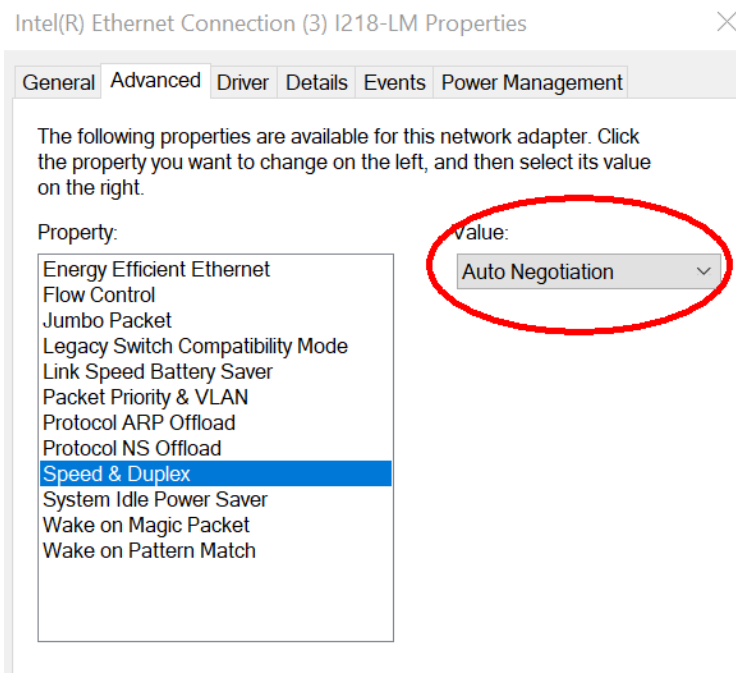 Intel(R) Ethernet Connection (3) I218-LM Properties
General Advanced Driver Details Events Power Management
The following properties are available for this network adapter. Click
the property you want to change on the left, and then select its value
on the right.
Property:
Value:
Energy Efficient Ethernet
Auto Negotiation
Flow Control
Jumbo Packet
Legacy Switch Compatibility Mode
Link Speed Battery Saver
Packet Priority & VLAN
Protocol ARP Offload
Protocol NS Offload
Speed & Duplex
System Idle Power Saver
Wake on Magic Packet
Wake on Pattern Match